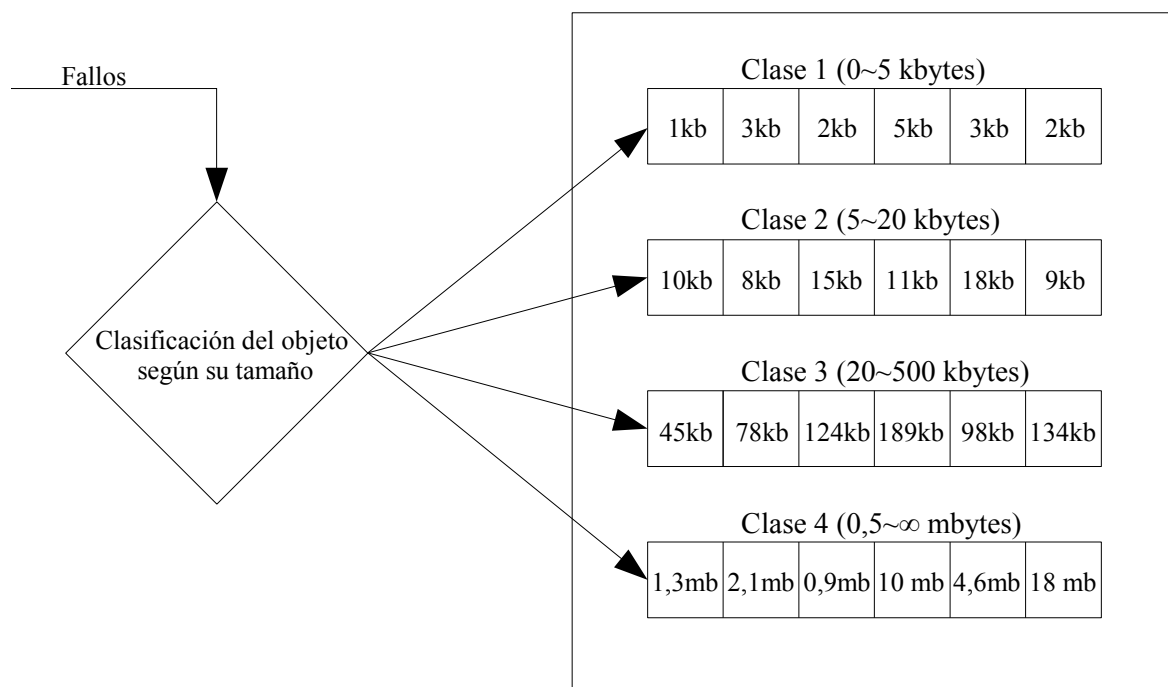 Fallos
Clasificación del objeto
según su tamaño
Clase 1 (0~5 kbytes)
1kb 3kb 2kb 5kb 3kb 2kb
Clase 2 (5~20 kbytes)
10kb 8kb 15kb 11kb 18kb 9kb
Clase 3 (20~500 kbytes)
45kb 78kb 124kb 189kb 98kb 134kb
Clase 4 (0,5~∞ mbytes)
1,3mb 2,1mb 0,9mb 10 mb 4,6mb 18 mb